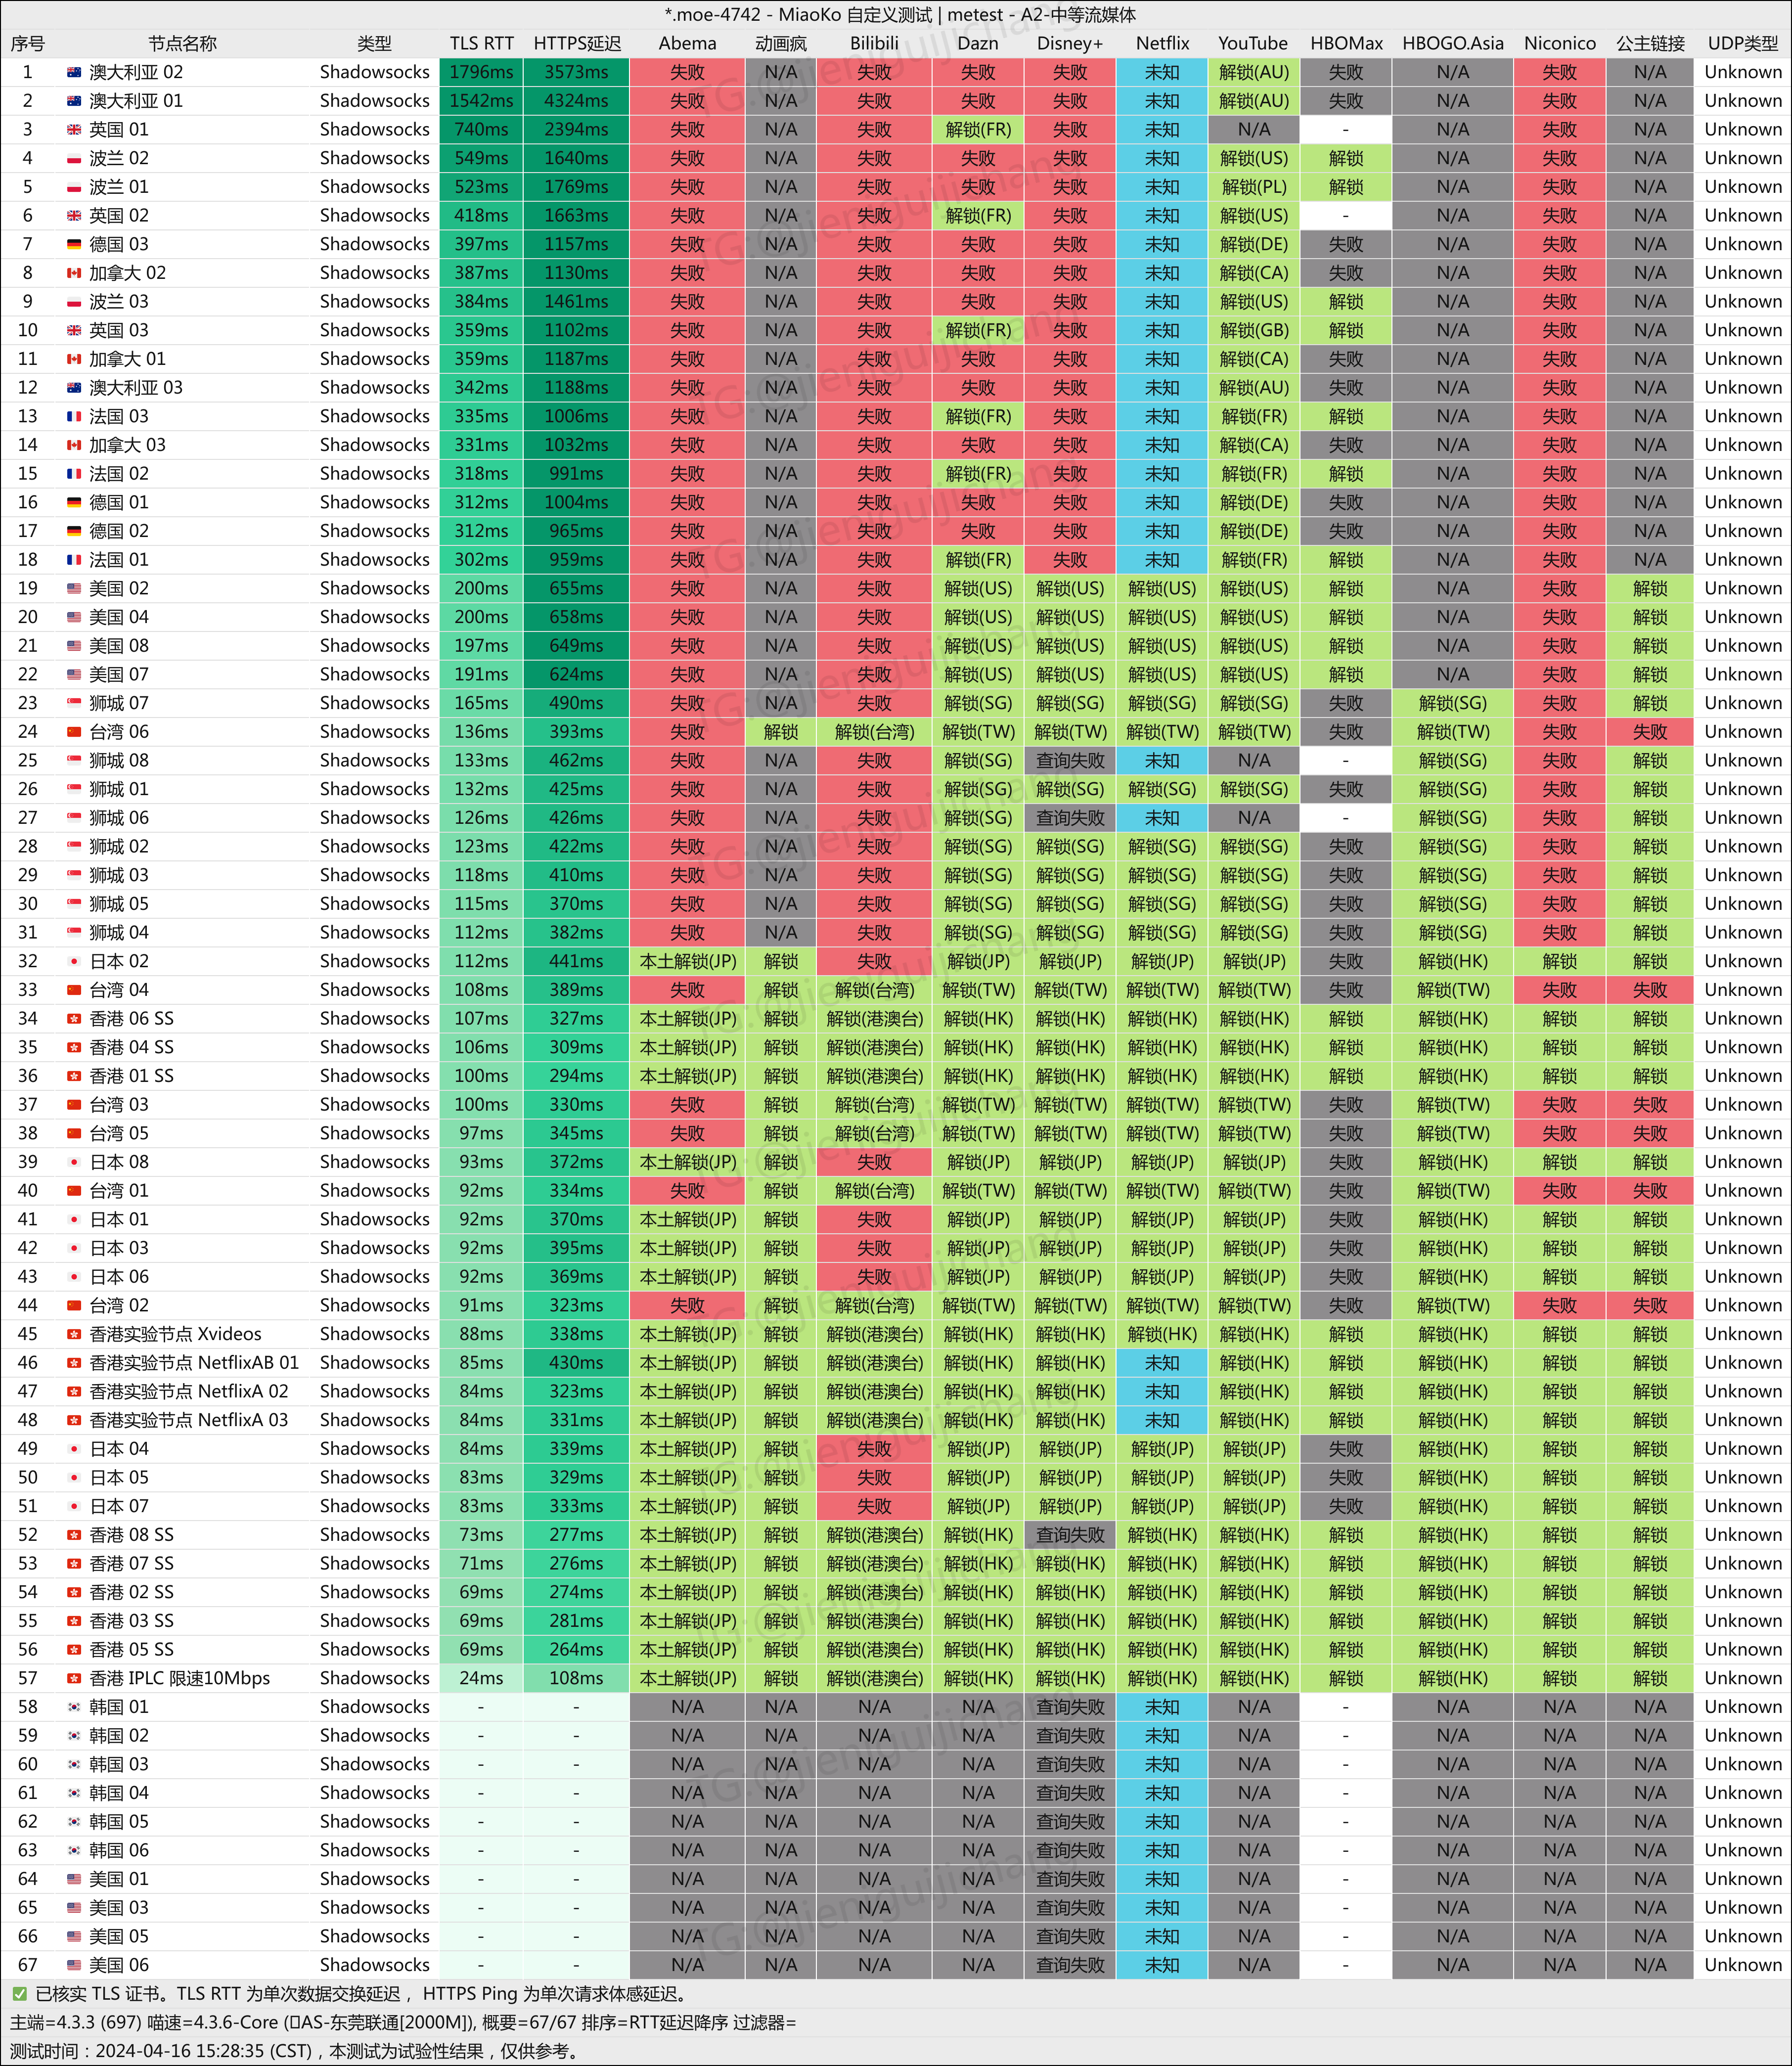 *.moe-4742 - MiaoKo 自定义测试 | metest - A2-中等流媒体
序号 节点名称 类型 TLS RTT HTTPS延迟 Abema 动画疯 Bilibili Dazn Disney+ Netflix YouTube HBOMax HBOGO.Asia Niconico 公主链接 UDP类型
1 澳大利亚 02 Shadowsocks 1796ms 3573ms 失败 N/A 失败 失败 失败 未知 解锁(AU) 失败 N/A 失败 N/A Unknown
2 澳大利亚 01 Shadowsocks 1542ms 4324ms 失败 N/A 失败 失败 失败 未知 解锁(AU) 失败 N/A 失败 N/A Unknown
3 英国 01 Shadowsocks 740ms 2394ms 失败 N/A 失败 解锁(FR) 失败 未知 N/A - N/A 失败 N/A Unknown
4 波兰 02 Shadowsocks 549ms 1640ms 失败 N/A 失败 失败 失败 未知 解锁(US) 解锁 N/A 失败 N/A Unknown
5 波兰 01 Shadowsocks 523ms 1769ms 失败 N/A 失败 失败 失败 未知 解锁(PL) 解锁 N/A 失败 N/A Unknown
6 英国 02 Shadowsocks 418ms 1663ms 失败 N/A 失败 解锁(FR) 失败 未知 解锁(US) - N/A 失败 N/A Unknown
7 德国 03 Shadowsocks 397ms 1157ms 失败 N/A 失败 失败 失败 未知 解锁(DE) 失败 N/A 失败 N/A Unknown
8 加拿大 02 Shadowsocks 387ms 1130ms 失败 N/A 失败 失败 失败 未知 解锁(CA) 失败 N/A 失败 N/A Unknown
9 波兰 03 Shadowsocks 384ms 1461ms 失败 N/A 失败 失败 失败 未知 解锁(US) 解锁 N/A 失败 N/A Unknown
10 英国 03 Shadowsocks 359ms 1102ms 失败 N/A 失败 解锁(FR) 失败 未知 解锁(GB) 解锁 N/A 失败 N/A Unknown
11 加拿大 01 Shadowsocks 359ms 1187ms 失败 N/A 失败 失败 失败 未知 解锁(CA) 失败 N/A 失败 N/A Unknown
12 澳大利亚 03 Shadowsocks 342ms 1188ms 失败 N/A 失败 失败 失败 未知 解锁(AU) 失败 N/A 失败 N/A Unknown
13 法国 03 Shadowsocks 335ms 1006ms 失败 N/A 失败 解锁(FR) 失败 未知 解锁(FR) 解锁 N/A 失败 N/A Unknown
14 加拿大 03 Shadowsocks 331ms 1032ms 失败 N/A 失败 失败 失败 未知 解锁(CA) 失败 N/A 失败 N/A Unknown
15 法国 02 Shadowsocks 318ms 991ms 失败 N/A 失败 解锁(FR) 失败 未知 解锁(FR) 解锁 N/A 失败 N/A Unknown
16 德国 01 Shadowsocks 312ms 1004ms 失败 N/A 失败 失败 失败 未知 解锁(DE) 失败 N/A 失败 N/A Unknown
17 德国 02 Shadowsocks 312ms 965ms 失败 N/A 失败 失败 失败 未知 解锁(DE) 失败 N/A 失败 N/A Unknown
18 法国 01 Shadowsocks 302ms 959ms 失败 N/A 失败 解锁(FR) 失败 未知 解锁(FR) 解锁 N/A 失败 N/A Unknown
19 美国 02 Shadowsocks 200ms 655ms 失败 N/A 失败 解锁(US) 解锁(US) 解锁(US) 解锁(US) 解锁 N/A 失败 解锁 Unknown
20 美国 04 Shadowsocks 200ms 658ms 失败 N/A 失败 解锁(US) 解锁(US) 解锁(US) 解锁(US) 解锁 N/A 失败 解锁 Unknown
21 美国 08 Shadowsocks 197ms 649ms 失败 N/A 失败 解锁(US) 解锁(US) 解锁(US) 解锁(US) 解锁 N/A 失败 解锁 Unknown
22 美国 07 Shadowsocks 191ms 624ms 失败 N/A 失败 解锁(US) 解锁(US) 解锁(US) 解锁(US) 解锁 N/A 失败 解锁 Unknown
23 狮城 07 Shadowsocks 165ms 490ms 失败 N/A 失败 解锁(SG) 解锁(SG) 解锁(SG) 解锁(SG) 失败 解锁(SG) 失败 解锁 Unknown
24 台湾 06 Shadowsocks 136ms 393ms 失败 解锁 解锁(台湾) 解锁(TW) 解锁(TW) 解锁(TW) 解锁(TW) 失败 解锁(TW) 失败 失败 Unknown
25 狮城 08 Shadowsocks 133ms 462ms 失败 N/A 失败 解锁(SG) 查询失败 未知 N/A - 解锁(SG) 失败 解锁 Unknown
26 狮城 01 Shadowsocks 132ms 425ms 失败 N/A 失败 解锁(SG) 解锁(SG) 解锁(SG) 解锁(SG) 失败 解锁(SG) 失败 解锁 Unknown
27 狮城 06 Shadowsocks 126ms 426ms 失败 N/A 失败 解锁(SG) 查询失败 未知 N/A - 解锁(SG) 失败 解锁 Unknown
28 狮城 02 Shadowsocks 123ms 422ms 失败 N/A 失败 解锁(SG) 解锁(SG) 解锁(SG) 解锁(SG) 失败 解锁(SG) 失败 解锁 Unknown
29 狮城 03 Shadowsocks 118ms 410ms 失败 N/A 失败 解锁(SG) 解锁(SG) 解锁(SG) 解锁(SG) 失败 解锁(SG) 失败 解锁 Unknown
30 狮城 05 Shadowsocks 115ms 370ms 失败 N/A 失败 解锁(SG) 解锁(SG) 解锁(SG) 解锁(SG) 失败 解锁(SG) 失败 解锁 Unknown
31 狮城 04 Shadowsocks 112ms 382ms 失败 N/A 失败 解锁(SG) 解锁(SG) 解锁(SG) 解锁(SG) 失败 解锁(SG) 失败 解锁 Unknown
32 日本 02 Shadowsocks 112ms 441ms 本土解锁(JP) 解锁 失败 解锁(JP) 解锁(JP) 解锁(JP) 解锁(JP) 失败 解锁(HK) 解锁 解锁 Unknown
33 台湾 04 Shadowsocks 108ms 389ms 失败 解锁 解锁(台湾) 解锁(TW) 解锁(TW) 解锁(TW) 解锁(TW) 失败 解锁(TW) 失败 失败 Unknown
34 香港 06 SS Shadowsocks 107ms 327ms 本土解锁(JP) 解锁 解锁(港澳台) 解锁(HK) 解锁(HK) 解锁(HK) 解锁(HK) 解锁 解锁(HK) 解锁 解锁 Unknown
35 香港 04 SS Shadowsocks 106ms 309ms 本土解锁(JP) 解锁 解锁(港澳台) 解锁(HK) 解锁(HK) 解锁(HK) 解锁(HK) 解锁 解锁(HK) 解锁 解锁 Unknown
36 香港 01 SS Shadowsocks 100ms 294ms 本土解锁(JP) 解锁 解锁(港澳台) 解锁(HK) 解锁(HK) 解锁(HK) 解锁(HK) 解锁 解锁(HK) 解锁 解锁 Unknown
37 台湾 03 Shadowsocks 100ms 330ms 失败 解锁 解锁(台湾) 解锁(TW) 解锁(TW) 解锁(TW) 解锁(TW) 失败 解锁(TW) 失败 失败 Unknown
38 台湾 05 Shadowsocks 97ms 345ms 失败 解锁 解锁(台湾) 解锁(TW) 解锁(TW) 解锁(TW) 解锁(TW) 失败 解锁(TW) 失败 失败 Unknown
39 日本 08 Shadowsocks 93ms 372ms 本土解锁(JP) 解锁 失败 解锁(JP) 解锁(JP) 解锁(JP) 解锁(JP) 失败 解锁(HK) 解锁 解锁 Unknown
40 台湾 01 Shadowsocks 92ms 334ms 失败 解锁 解锁(台湾) 解锁(TW) 解锁(TW) 解锁(TW) 解锁(TW) 失败 解锁(TW) 失败 失败 Unknown
41 日本 01 Shadowsocks 92ms 370ms 本土解锁(JP) 解锁 失败 解锁(JP) 解锁(JP) 解锁(JP) 解锁(JP) 失败 解锁(HK) 解锁 解锁 Unknown
42 日本 03 Shadowsocks 92ms 395ms 本土解锁(JP) 解锁 失败 解锁(JP) 解锁(JP) 解锁(JP) 解锁(JP) 失败 解锁(HK) 解锁 解锁 Unknown
43 日本 06 Shadowsocks 92ms 369ms 本土解锁(JP) 解锁 失败 解锁(JP) 解锁(JP) 解锁(JP) 解锁(JP) 失败 解锁(HK) 解锁 解锁 Unknown
44 台湾 02 Shadowsocks 91ms 323ms 失败 解锁 解锁(台湾) 解锁(TW) 解锁(TW) 解锁(TW) 解锁(TW) 失败 解锁(TW) 失败 失败 Unknown
45 香港实验节点 Xvideos Shadowsocks 88ms 338ms 本土解锁(JP) 解锁 解锁(港澳台) 解锁(HK) 解锁(HK) 解锁(HK) 解锁(HK) 解锁 解锁(HK) 解锁 解锁 Unknown
46 香港实验节点 NetflixAB 01 Shadowsocks 85ms 430ms 本土解锁(JP) 解锁 解锁(港澳台) 解锁(HK) 解锁(HK) 未知 解锁(HK) 解锁 解锁(HK) 解锁 解锁 Unknown
47 香港实验节点 NetflixA 02 Shadowsocks 84ms 323ms 本土解锁(JP) 解锁 解锁(港澳台) 解锁(HK) 解锁(HK) 未知 解锁(HK) 解锁 解锁(HK) 解锁 解锁 Unknown
48 香港实验节点 NetflixA 03 Shadowsocks 84ms 331ms 本土解锁(JP) 解锁 解锁(港澳台) 解锁(HK) 解锁(HK) 未知 解锁(HK) 解锁 解锁(HK) 解锁 解锁 Unknown
49 日本 04 Shadowsocks 84ms 339ms 本土解锁(JP) 解锁 失败 解锁(JP) 解锁(JP) 解锁(JP) 解锁(JP) 失败 解锁(HK) 解锁 解锁 Unknown
50 日本 05 Shadowsocks 83ms 329ms 本土解锁(JP) 解锁 失败 解锁(JP) 解锁(JP) 解锁(JP) 解锁(JP) 失败 解锁(HK) 解锁 解锁 Unknown
51 日本 07 Shadowsocks 83ms 333ms 本土解锁(JP) 解锁 失败 解锁(JP) 解锁(JP) 解锁(JP) 解锁(JP) 失败 解锁(HK) 解锁 解锁 Unknown
52 香港 08 SS Shadowsocks 73ms 277ms 本土解锁(JP) 解锁 解锁(港澳台) 解锁(HK) 查询失败 解锁(HK) 解锁(HK) 解锁 解锁(HK) 解锁 解锁 Unknown
53 香港 07 SS Shadowsocks 71ms 276ms 本土解锁(JP) 解锁 解锁(港澳台) 解锁(HK) 解锁(HK) 解锁(HK) 解锁(HK) 解锁 解锁(HK) 解锁 解锁 Unknown
54 香港 02 SS Shadowsocks 69ms 274ms 本土解锁(JP) 解锁 解锁(港澳台) 解锁(HK) 解锁(HK) 解锁(HK) 解锁(HK) 解锁 解锁(HK) 解锁 解锁 Unknown
55 香港 03 SS Shadowsocks 69ms 281ms 本土解锁(JP) 解锁 解锁(港澳台) 解锁(HK) 解锁(HK) 解锁(HK) 解锁(HK) 解锁 解锁(HK) 解锁 解锁 Unknown
56 香港 05 SS Shadowsocks 69ms 264ms 本土解锁(JP) 解锁 解锁(港澳台) 解锁(HK) 解锁(HK) 解锁(HK) 解锁(HK) 解锁 解锁(HK) 解锁 解锁 Unknown
57 香港 IPLC 限速10Mbps Shadowsocks 24ms 108ms 本土解锁(JP) 解锁 解锁(港澳台) 解锁(HK) 解锁(HK) 解锁(HK) 解锁(HK) 解锁 解锁(HK) 解锁 解锁 Unknown
58 韩国 01 Shadowsocks - - N/A N/A N/A N/A 查询失败 未知 N/A - N/A N/A N/A Unknown
59 韩国 02 Shadowsocks - - N/A N/A N/A N/A 查询失败 未知 N/A - N/A N/A N/A Unknown
60 韩国 03 Shadowsocks - - N/A N/A N/A N/A 查询失败 未知 N/A - N/A N/A N/A Unknown
61 韩国 04 Shadowsocks - - N/A N/A N/A N/A 查询失败 未知 N/A - N/A N/A N/A Unknown
62 韩国 05 Shadowsocks - - N/A N/A N/A N/A 查询失败 未知 N/A - N/A N/A N/A Unknown
63 韩国 06 Shadowsocks - - N/A N/A N/A N/A 查询失败 未知 N/A - N/A N/A N/A Unknown
64 美国 01 Shadowsocks - - N/A N/A N/A N/A 查询失败 未知 N/A - N/A N/A N/A Unknown
65 美国 03 Shadowsocks - - N/A N/A N/A N/A 查询失败 未知 N/A - N/A N/A N/A Unknown
66 美国 05 Shadowsocks - - N/A N/A N/A N/A 查询失败 未知 N/A - N/A N/A N/A Unknown
67 美国 06 Shadowsocks - - N/A N/A N/A N/A 查询失败 未知 N/A - N/A N/A N/A Unknown
✅ 已核实 TLS 证书。TLS RTT 为单次数据交换延迟， HTTPS Ping 为单次请求体感延迟。
主端=4.3.3 (697) 喵速=4.3.6-Core (▯AS-东莞联通[2000M]), 概要=67/67 排序=RTT延迟降序 过滤器=
测试时间：2024-04-16 15:28:35 (CST)，本测试为试验性结果，仅供参考。